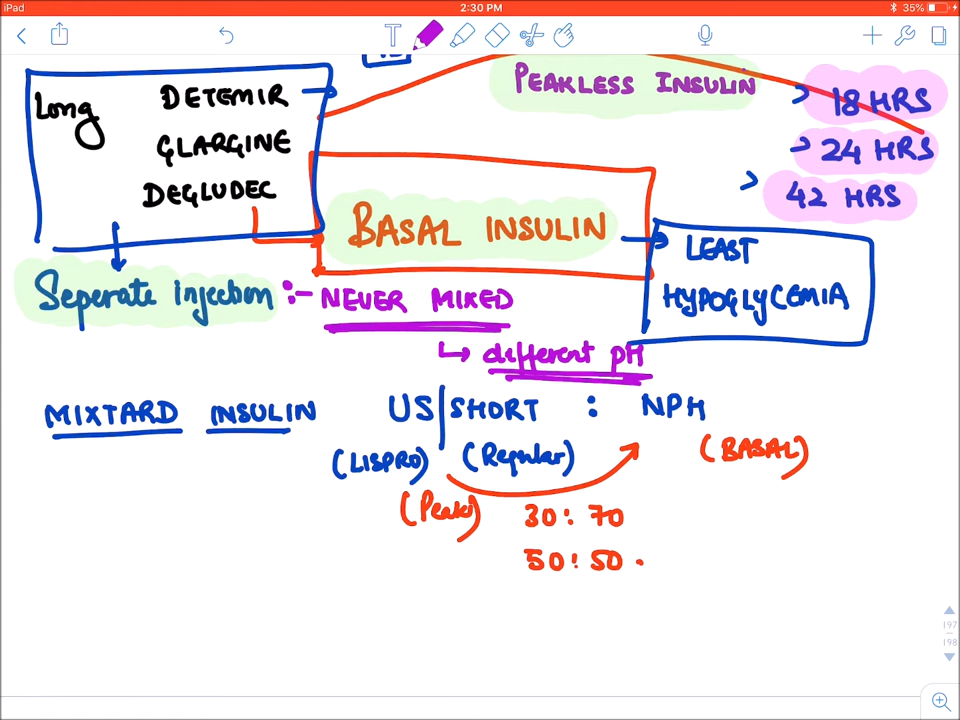 iPad
2:30 PM
35%
T
PEAKLESS INSULIN
Long
DETEMIR
18 HRS
GLARGINE
24 HRS
DEGLUDEC
42 HRS
BASAL INSULIN
LEAST
HYPOGLYCEMIA
Seperate injection :- NEVER MIXED
different pH
MIXTARD INSULIN
US|SHORT : NPH
(LISPRO) (Regular) (BASAL)
(Peak)
30: 70
50: 50
197
198